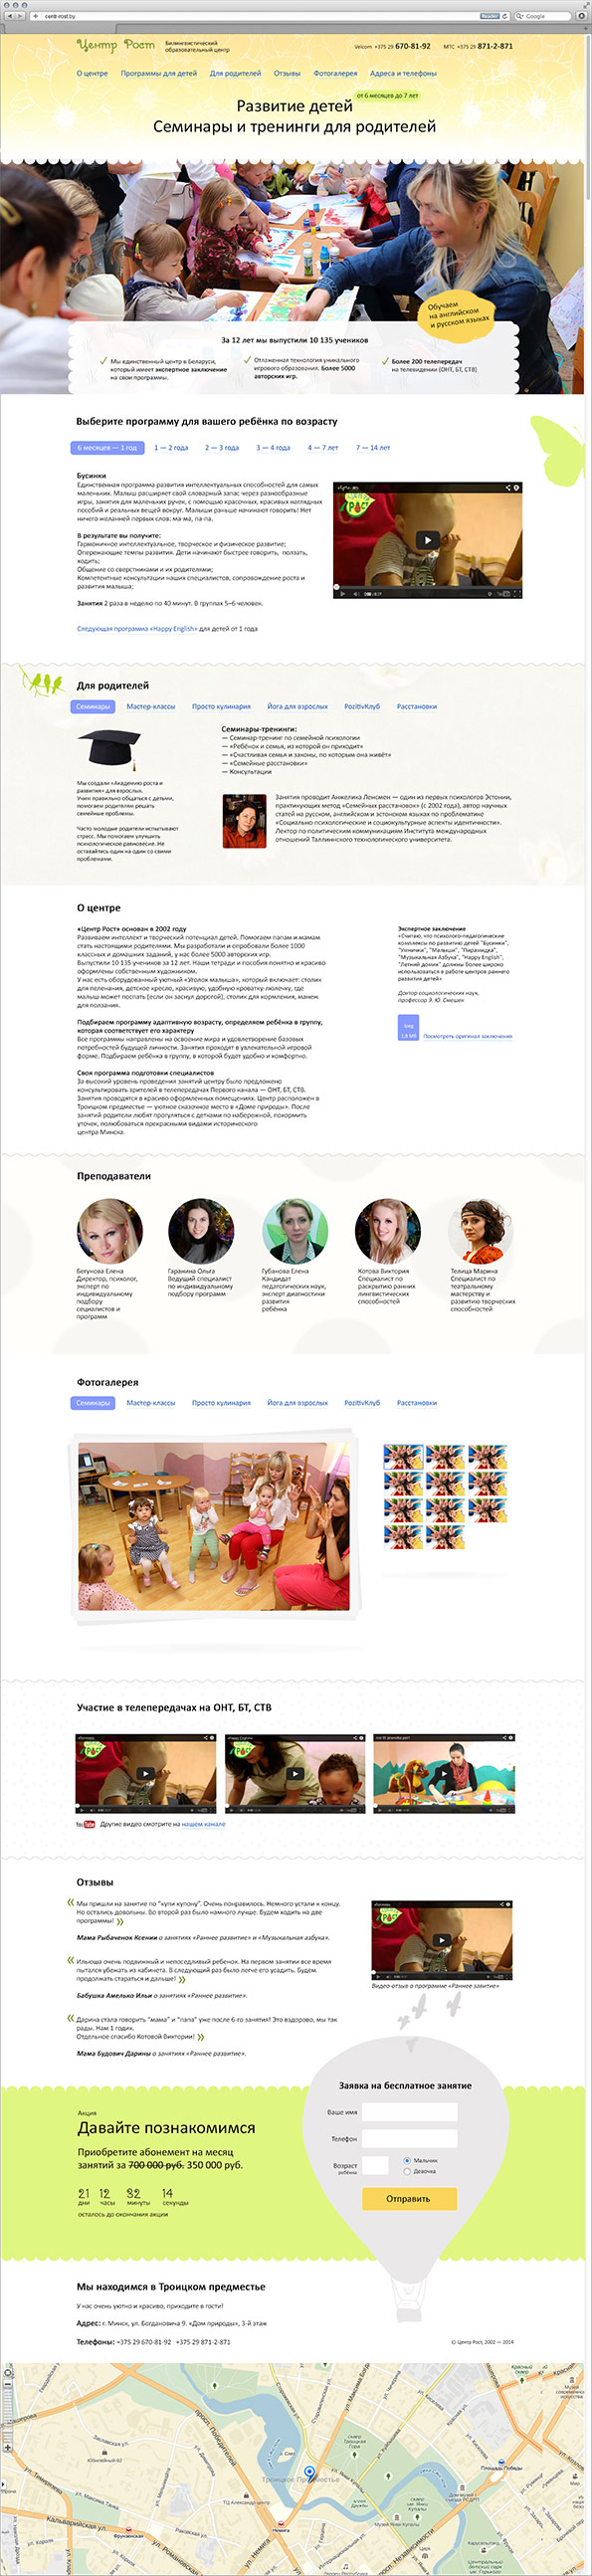 centr-rost.by
Reader
Google
Центр Рост
Билингвистический
образовательный центр
Velcom +375 29 670-81-92
МТС +375 29 871-2-871
О центре
Программы для детей
Для родителей
Отзывы
Фотогалерея
Адреса и телефоны
от 6 месяцев до 7 лет
Развитие детей
Семинары и тренинги для родителей
Обучаем
на английском
и русском языках
За 12 лет мы выпустили 10 135 учеников
Мы единственный центр в Беларуси,
который имеет экспертное заключение
на свои программы.
Отлаженная технология уникального
игрового образования. Более 5000
авторских игр.
Более 200 телепередач
на телевидении (ОНТ, БТ, СТВ)
Выберите программу для вашего ребёнка по возрасту
6 месяцев — 1 год
1 — 2 года
2 — 3 года
3 — 4 года
4 — 7 лет
7 — 14 лет
Бусинки
Единственная программа развития интеллектуальных способностей для самых
маленьких. Малыш расширяет свой словарный запас через разнообразные
игры, занятия для маленьких ручек, с помощью красочных, красивых наглядных
пособий и реальных вещей вокруг. Малыши раньше начинают говорить! Нет
ничего желанней первых слов: ма-ма, па-па.
В результате вы получите:
Гармоничное интеллектуальное, творческое и физическое развитие;
Опережающие темпы развития. Дети начинают быстрее говорить, ползать,
ходить;
Общение со сверстниками и их родителями;
Компетентные консультации наших специалистов, сопровождение роста и
развития малыша;
Занятия 2 раза в неделю по 40 минут. В группах 5–6 человек.
Следующая программа «Happy English» для детей от 1 года
Для родителей
Семинары
Мастер-классы
Просто кулинария
Йога для взрослых
PozitivКлуб
Расстановки
Мы создали «Академию роста и
развития» для взрослых.
Учим правильно общаться с детьми,
помогаем родителям решать
семейные проблемы.
Часто молодые родители испытывают
стресс. Мы помогаем улучшить
психологическое равновесие. Не
оставайтесь один на один со своими
проблемами.
Семинары-тренинги:
— Семинар-тренинг по семейной психологии
— «Ребёнок и семья, из которой он приходит»
— «Счастливая семья и законы, по которым она живёт»
— «Семейные расстановки»
— Консультации
Занятия проводит Анжелика Ленсмен — один из первых психологов Эстонии,
практикующих метод «Семейных расстановок» (с 2002 года), автор научных
статей на русском, английском и эстонском языках по проблематике
«Социально-психологические и социокультурные аспекты идентичности».
Лектор по политическим коммуникациям Института международных
отношений Таллиннского технологического университета.
О центре
«Центр Рост» основан в 2002 году
Развиваем интеллект и творческий потенциал детей. Помогаем папам и мамам
стать настоящими родителями. Мы разработали и опробовали более 1000
классных и домашних заданий, у нас более 5000 авторских игр.
Выпустили 10 135 учеников за 12 лет. Наши тетради и пособия понятно и красиво
оформлены собственным художником.
У нас есть оборудованный уютный «Уголок малыша», который включает: столик
для пеленания, детское кресло, красивую, удобную кроватку люлечку, где
малыш может поспать (если он заснул дорогой), столик для кормления, манеж
для ползания.
Подбираем программу адаптивную возрасту, определяем ребёнка в группу,
которая соответствует его характеру
Все программы направлены на освоение мира и удовлетворение базовых
потребностей будущей личности. Занятия проходят в увлекательной игровой
форме. Подбираем ребёнка в группу, в которой будет удобно и комфортно.
Своя программа подготовки специалистов
За высокий уровень проведения занятий центру было предложено
консультировать зрителей в телепередачах Первого канала — ОНТ, БТ, СТВ.
Занятия проводятся в красиво оформленных помещениях. Центр расположен в
Троицком предместье — уютное сказочное место в «Доме природы». После
занятий родители любят прогуляться с детками по набережной, покормить
уточек, полюбоваться прекрасными видами исторического
центра Минска.
Экспертное заключение
«Считаю, что психолого-педагогические
комплексы по развитию детей "Бусинки",
"Умнички", "Малыши", "Пирамидка",
"Музыкальная Азбука", "Happy English",
"Летний домик" должны более широко
использоваться в работе центров раннего
развития детей»
Доктор социологических наук,
профессор Э. Ю. Смешек
jpeg
1,8 Мб
Посмотреть оригинал заключения
Преподаватели
Бегунова Елена
Директор, психолог,
эксперт по
индивидуальному
подбору
специалистов и
программ
Гаранина Ольга
Ведущий специалист
по индивидуальному
подбору программ
Губанова Елена
Кандидат
педагогических наук,
эксперт диагностики
развития
ребёнка
Котова Виктория
Специалист по
раскрытию ранних
лингвистических
способностей
Телица Марина
Специалист по
театральному
мастерству и
развитию творческих
способностей
Фотогалерея
Семинары
Мастер-классы
Просто кулинария
Йога для взрослых
PozitivКлуб
Расстановки
Участие в телепередачах на ОНТ, БТ, СТВ
YouTube Другие видео смотрите на нашем канале
Отзывы
« Мы пришли на занятие по "купи купону". Очень понравилось. Немного устали к концу.
Но остались довольны. Во второй раз было намного лучше. Будем ходить на две
программы! »
Мама Рыбаченок Ксении о занятиях «Раннее развитие» и «Музыкальная азбука».
« Ильюша очень подвижный и непоседливый ребенок. На первом занятии все время
пытался убежать из кабинета. В следующий раз было легче его усадить. Будем
продолжать стараться и дальше! »
Бабушка Амелько Ильи о занятиях «Раннее развитие».
« Дарина стала говорить "мама" и "папа" уже после 6-го занятия! Это здорово, мы так
рады. Нам 1 годик.
Отдельное спасибо Котовой Виктории! »
Мама Будович Дарины о занятиях «Раннее развитие».
Видео-отзыв о программе «Раннее завитие»
Заявка на бесплатное занятие
Ваше имя
Телефон
Возраст
ребёнка
Мальчик
Девочка
Отправить
Акция
Давайте познакомимся
Приобретите абонемент на месяц
занятий за 700 000 руб. 350 000 руб.
21 12 32 14
дни часы минуты секунды
осталось до окончания акции
Мы находимся в Троицком предместье
У нас очень уютно и красиво, приходите в гости!
Адрес: г. Минск, ул. Богдановича 9. «Дом природы», 3-й этаж
Телефоны: +375 29 670-81-92 +375 29 871-2-871
© Центр Рост, 2002 — 2014
просп. Победителей
Троицкое Предместье
Площадь Победы
Кальварийская ул.
Фрунзенская
Немига
ул. Немига
просп. Независимости
Музей Янки Купалы